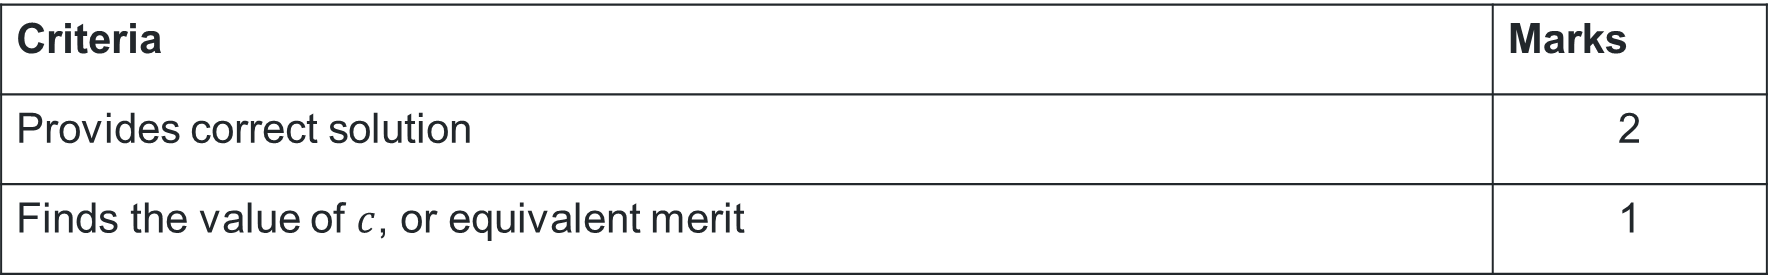 Criteria Marks
Provides correct solution 2
Finds the value of c, or equivalent merit 1